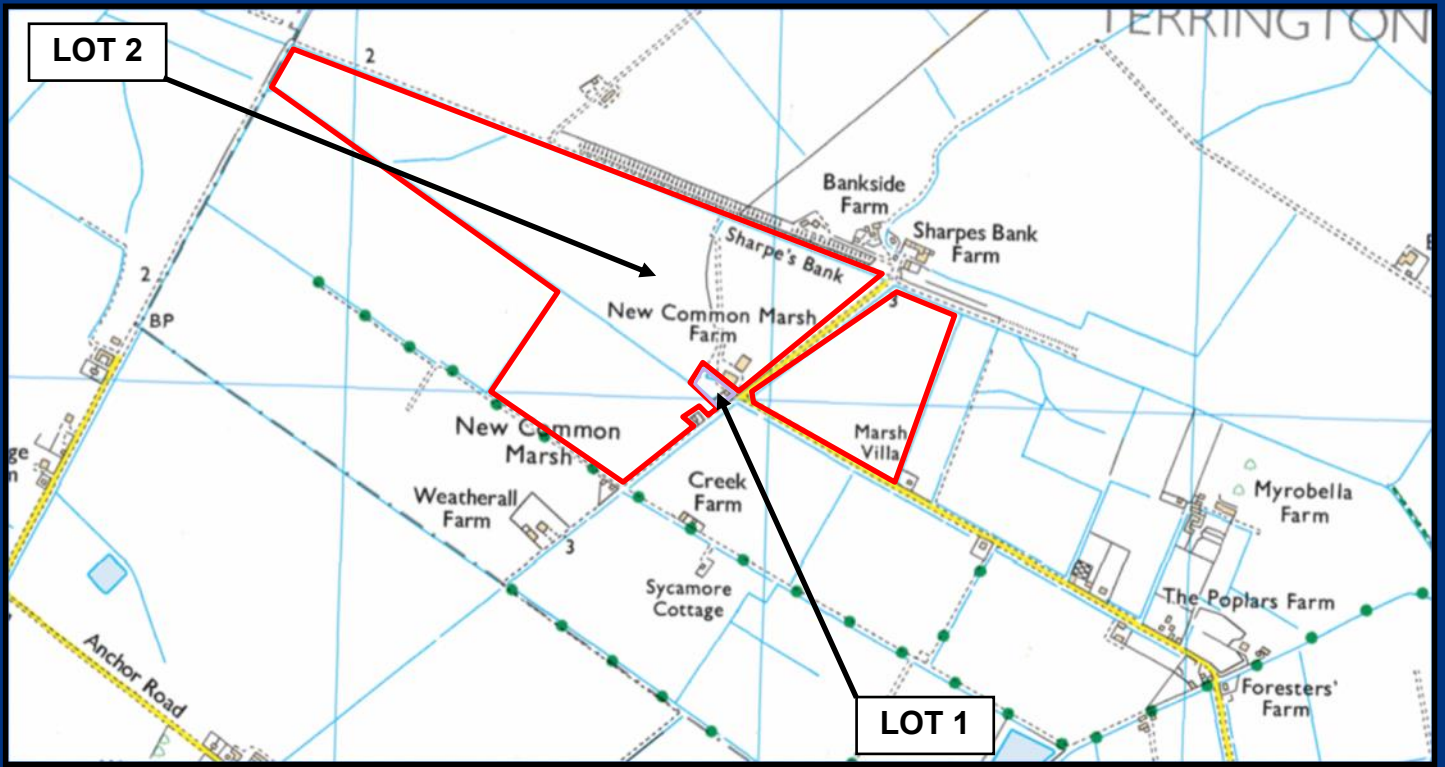 TERRINGTON
LOT 2
2
Bankside
Farm
Sharpes Bank
Farm
Sharpe's Bank
2
3
New Common Marsh
Farm
BP
New Common
Marsh
Marsh
Villa
Creek
Farm
Weatherall
Farm
3
Myrobella
Farm
Sycamore
Cottage
The Poplars Farm
Anchor Road
Foresters'
Farm
LOT 1